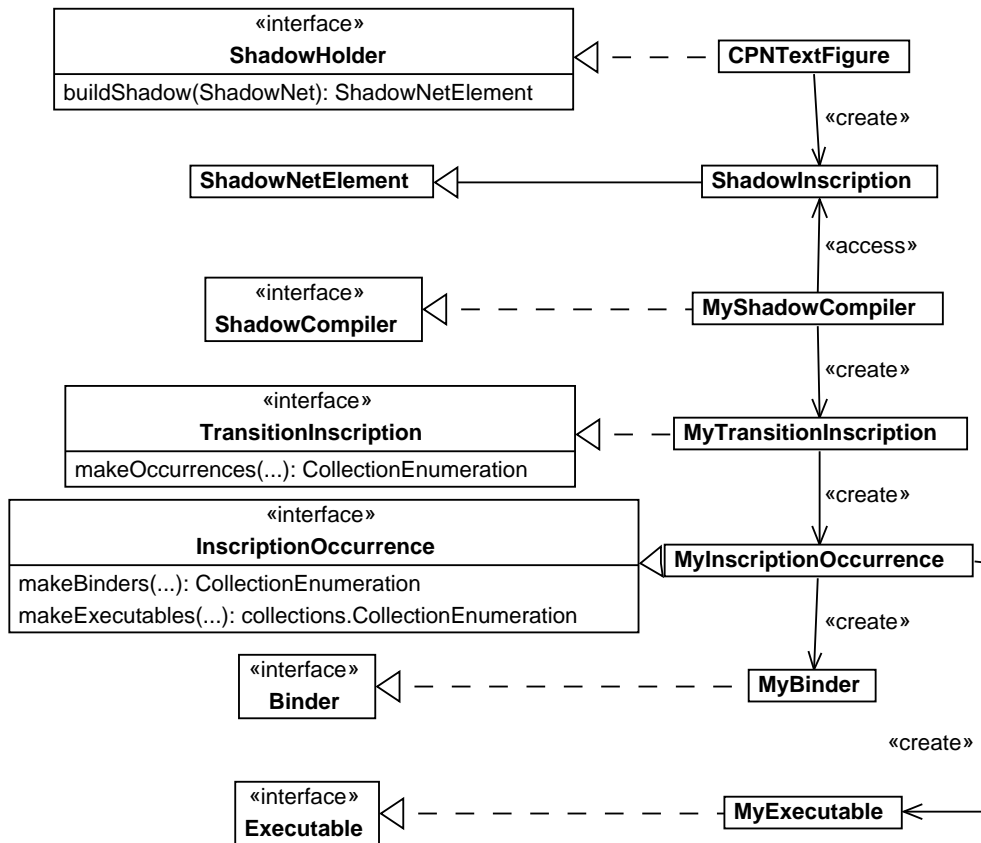 «interface»
ShadowHolder
buildShadow(ShadowNet): ShadowNetElement
CPNTextFigure
«create»
ShadowNetElement
ShadowInscription
«access»
«interface»
ShadowCompiler
MyShadowCompiler
«create»
«interface»
TransitionInscription
makeOccurrences(...): CollectionEnumeration
MyTransitionInscription
«create»
«interface»
InscriptionOccurrence
makeBinders(...): CollectionEnumeration
makeExecutables(...): collections.CollectionEnumeration
MyInscriptionOccurrence
«create»
«interface»
Binder
MyBinder
«create»
«interface»
Executable
MyExecutable